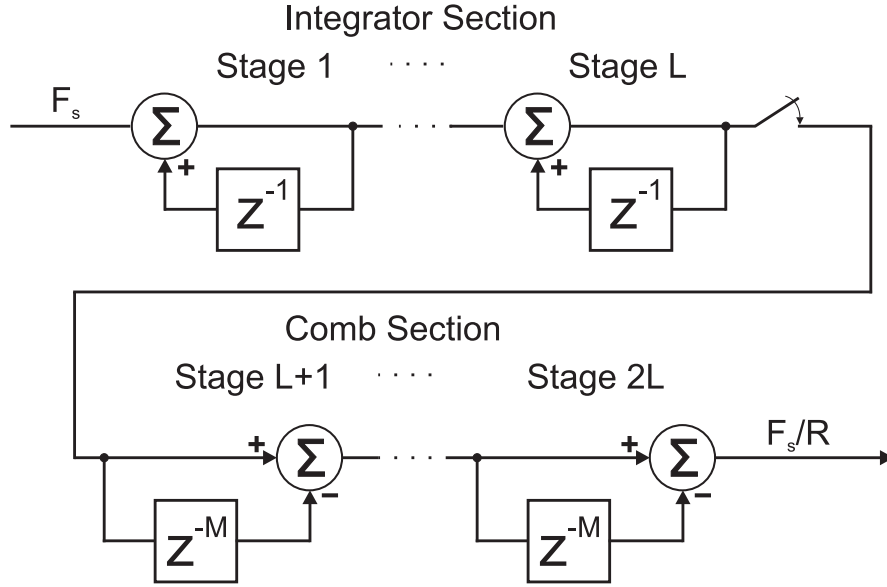 Integrator Section
Stage 1 · · · · · Stage L
Fs
Σ · · · · Σ
+ +
Z-1 Z-1
Comb Section
Stage L+1 · · · · · Stage 2L
Fs/R
+ Σ · · · · + Σ
− −
Z-M Z-M